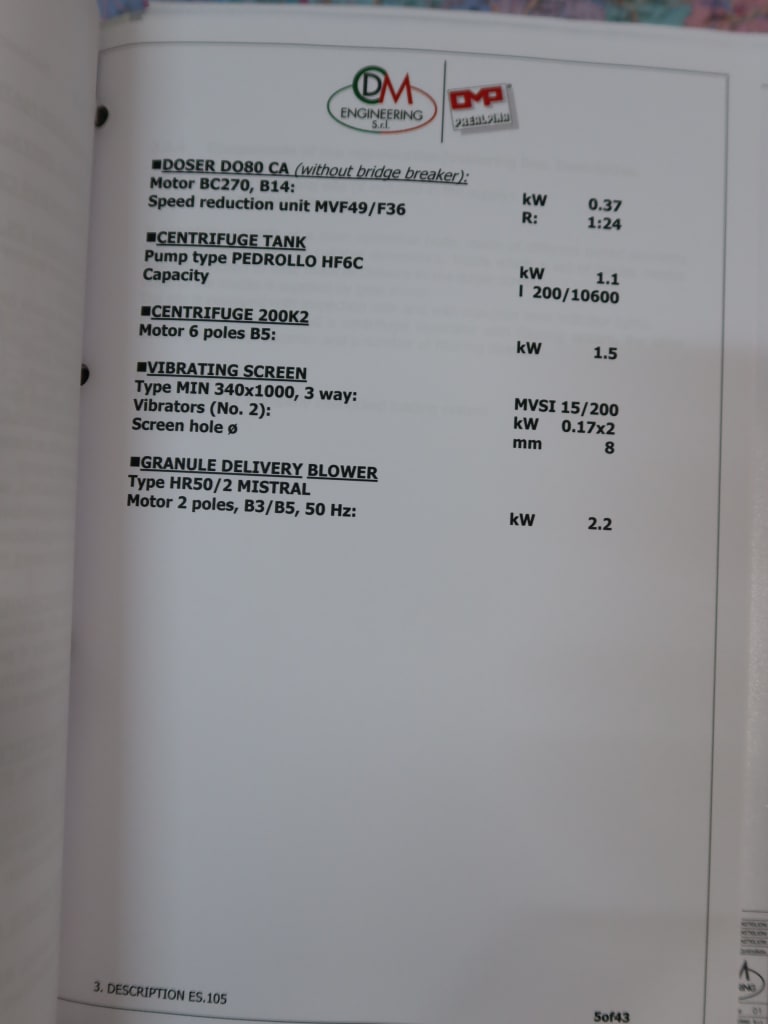 CDM
ENGINEERING
S.r.l.
OMP
PREALPINA
■DOSER DO80 CA (without bridge breaker):
Motor BC270, B14: kW 0.37
Speed reduction unit MVF49/F36 R: 1:24
■CENTRIFUGE TANK
Pump type PEDROLLO HF6C kW 1.1
Capacity l 200/10600
■CENTRIFUGE 200K2
Motor 6 poles B5: kW 1.5
■VIBRATING SCREEN
Type MIN 340x1000, 3 way: MVSI 15/200
Vibrators (No. 2): kW 0.17x2
Screen hole ø mm 8
■GRANULE DELIVERY BLOWER
Type HR50/2 MISTRAL
Motor 2 poles, B3/B5, 50 Hz: kW 2.2
3. DESCRIPTION ES.105
5of43